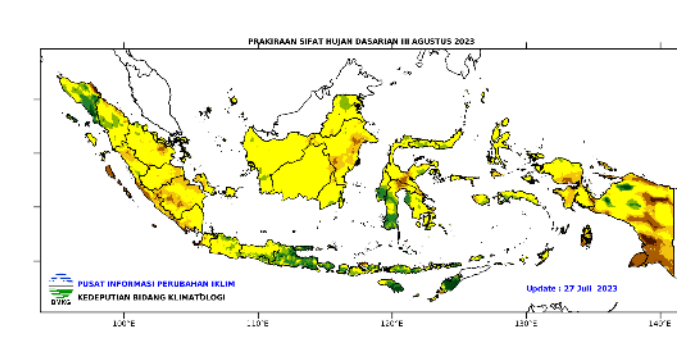 PRAKIRAAN SIFAT HUJAN DASARIAN III AGUSTUS 2023
PUSAT INFORMASI PERUBAHAN IKLIM
KEDEPUTIAN BIDANG KLIMATOLOGI
BMKG
Update : 27 Juli 2023
100°E 110°E 120°E 130°E 140°E